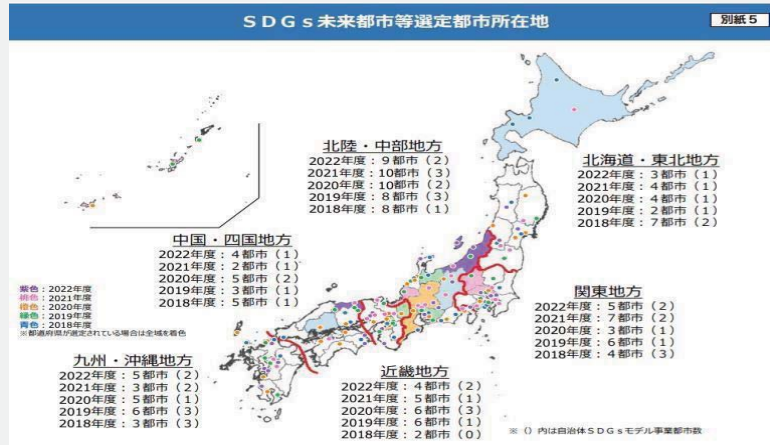 SDGs未来都市等選定都市所在地
別紙5
北陸・中部地方
2022年度:9都市(2)
2021年度:10都市(3)
2020年度:10都市(2)
2019年度:8都市(3)
2018年度:8都市(1)
北海道・東北地方
2022年度:3都市(1)
2021年度:4都市(1)
2020年度:4都市(1)
2019年度:2都市(1)
2018年度:7都市(2)
中国・四国地方
2022年度:4都市(1)
2021年度:2都市(1)
2020年度:5都市(2)
2019年度:3都市(1)
2018年度:5都市(1)
紫色:2022年度
桃色:2021年度
橙色:2020年度
緑色:2019年度
青色:2018年度
※都道府県が選定されている場合は全域を着色
関東地方
2022年度:5都市(2)
2021年度:7都市(2)
2020年度:3都市(1)
2019年度:6都市(1)
2018年度:4都市(3)
九州・沖縄地方
2022年度:5都市(2)
2021年度:3都市(2)
2020年度:5都市(1)
2019年度:6都市(3)
2018年度:3都市(3)
近畿地方
2022年度:4都市(2)
2021年度:5都市(1)
2020年度:6都市(3)
2019年度:6都市(1)
2018年度:2都市(0)
※()内は自治体SDGsモデル事業都市数